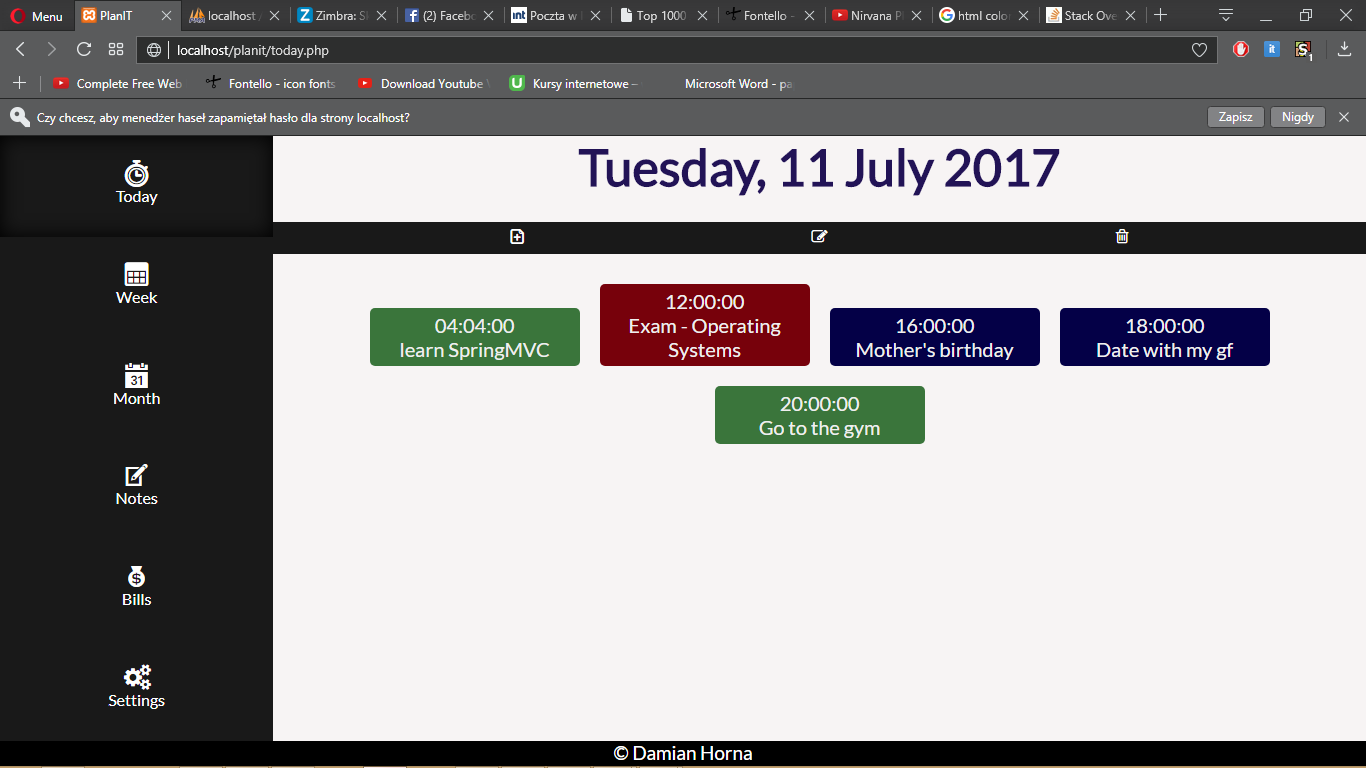 Menu
PlanIT
localhost /
Zimbra: S
(2) Facebo
Poczta w
Top 1000
Fontello -
Nirvana P
html color
Stack Ove
localhost/planit/today.php
Complete Free Web
Fontello - icon fonts
Download Youtube
Kursy internetowe –
Microsoft Word - pa
Czy chcesz, aby menedżer haseł zapamiętał hasło dla strony localhost?
Zapisz
Nigdy
Today
Week
31
Month
Notes
Bills
Settings
Tuesday, 11 July 2017
04:04:00
learn SpringMVC
12:00:00
Exam - Operating
Systems
16:00:00
Mother's birthday
18:00:00
Date with my gf
20:00:00
Go to the gym
© Damian Horna